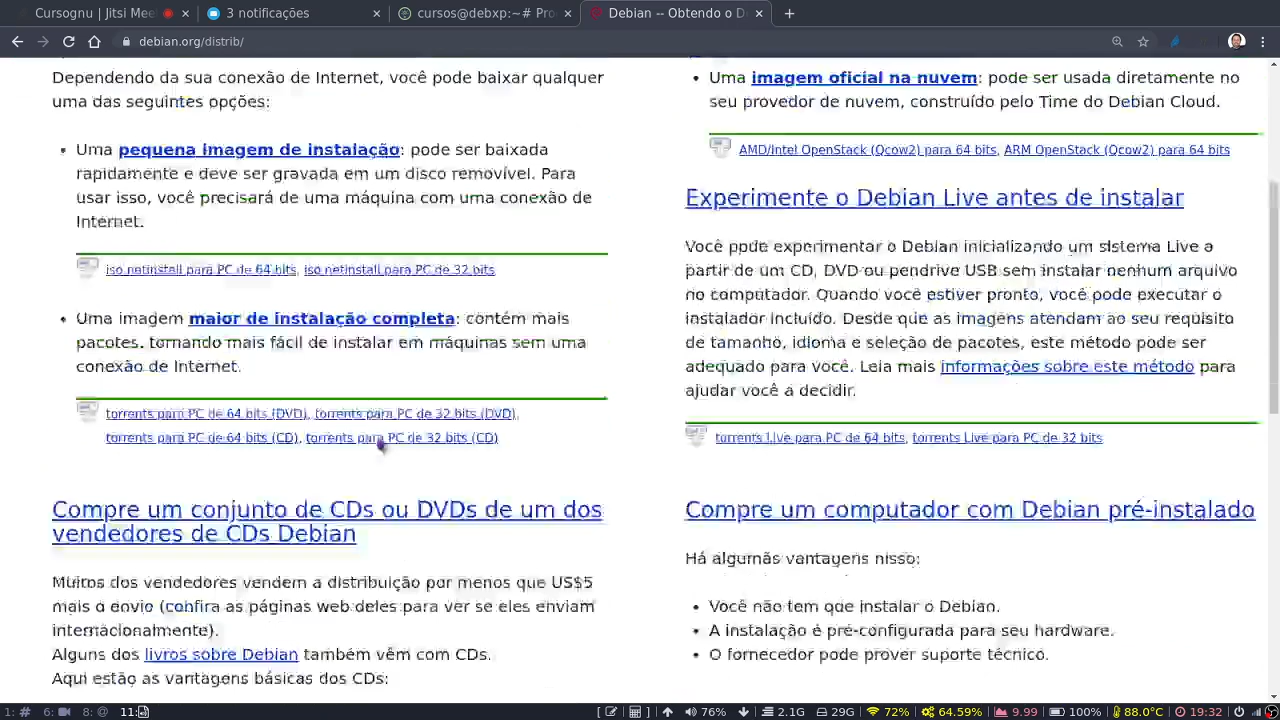 Cursognu | Jitsi Mee
3 notificações
cursos@debxp:~# Pro
Debian -- Obtendo o D
debian.org/distrib/
Dependendo da sua conexão de Internet, você pode baixar qualquer
uma das seguintes opções:
Uma pequena imagem de instalação: pode ser baixada
rapidamente e deve ser gravada em um disco removível. Para
usar isso, você precisará de uma máquina com uma conexão de
Internet.
iso netinstall para PC de 64 bits, iso netinstall para PC de 32 bits
Uma imagem maior de instalação completa: contém mais
pacotes, tornando mais fácil de instalar em máquinas sem uma
conexão de Internet.
torrents para PC de 64 bits (DVD), torrents para PC de 32 bits (DVD),
torrents para PC de 64 bits (CD), torrents para PC de 32 bits (CD)
Compre um conjunto de CDs ou DVDs de um dos
vendedores de CDs Debian
Muitos dos vendedores vendem a distribuição por menos que US$5
mais o envio (confira as páginas web deles para ver se eles enviam
internacionalmente).
Alguns dos livros sobre Debian também vêm com CDs.
Aqui estão as vantagens básicas dos CDs:
Uma imagem oficial na nuvem: pode ser usada diretamente no
seu provedor de nuvem, construído pelo Time do Debian Cloud.
AMD/Intel OpenStack (Qcow2) para 64 bits, ARM OpenStack (Qcow2) para 64 bits
Experimente o Debian Live antes de instalar
Você pode experimentar o Debian inicializando um sistema Live a
partir de um CD, DVD ou pendrive USB sem instalar nenhum arquivo
no computador. Quando você estiver pronto, você pode executar o
instalador incluído. Desde que as imagens atendam ao seu requisito
de tamanho, idioma e seleção de pacotes, este método pode ser
adequado para você. Leia mais informações sobre este método para
ajudar você a decidir.
torrents Live para PC de 64 bits, torrents Live para PC de 32 bits
Compre um computador com Debian pré-instalado
Há algumas vantagens nisso:
Você não tem que instalar o Debian.
A instalação é pré-configurada para seu hardware.
O fornecedor pode prover suporte técnico.
1: # 6: 8: @ 11: [ 76% 2.1G 29G 72% 64.59% 9.99 100% 88.0°C 19:32